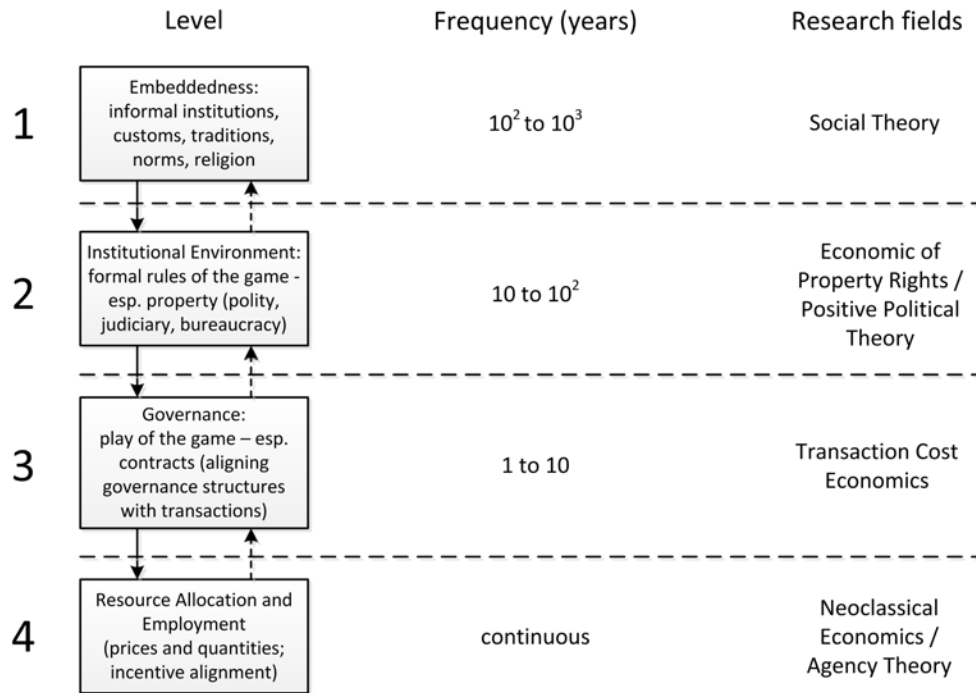 Level Frequency (years) Research fields
1
Embeddedness:
informal institutions,
customs, traditions,
norms, religion
10² to 10³
Social Theory
2
Institutional Environment:
formal rules of the game -
esp. property (polity,
judiciary, bureaucracy)
10 to 10²
Economic of
Property Rights /
Positive Political
Theory
3
Governance:
play of the game – esp.
contracts (aligning
governance structures
with transactions)
1 to 10
Transaction Cost
Economics
4
Resource Allocation and
Employment
(prices and quantities;
incentive alignment)
continuous
Neoclassical
Economics /
Agency Theory